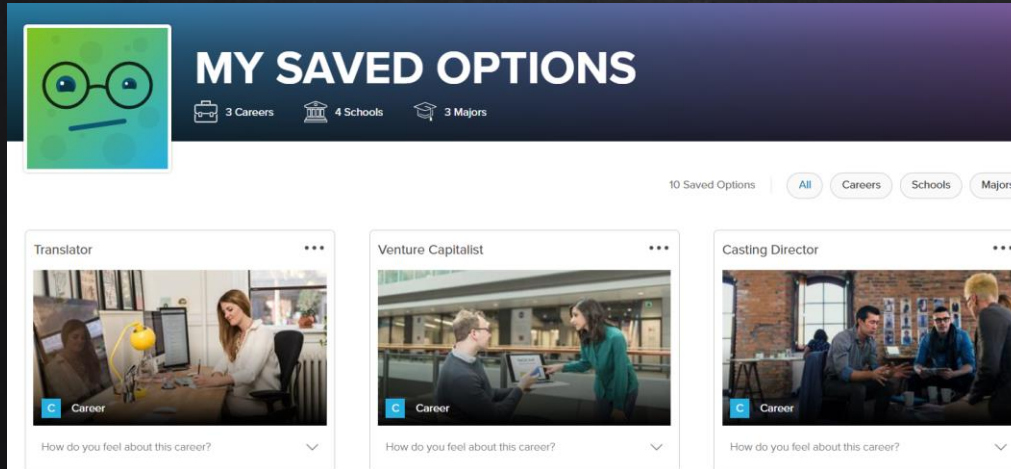 MY SAVED OPTIONS
3 Careers 4 Schools 3 Majors
10 Saved Options All Careers Schools Majors
Translator ••• Venture Capitalist ••• Casting Director •••
C Career C Career C Career
How do you feel about this career? How do you feel about this career? How do you feel about this career?